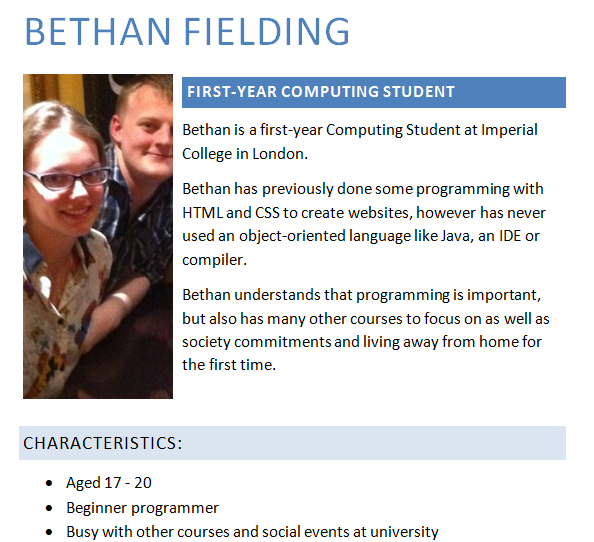 BETHAN FIELDING
FIRST-YEAR COMPUTING STUDENT
Bethan is a first-year Computing Student at Imperial
College in London.
Bethan has previously done some programming with
HTML and CSS to create websites, however has never
used an object-oriented language like Java, an IDE or
compiler.
Bethan understands that programming is important,
but also has many other courses to focus on as well as
society commitments and living away from home for
the first time.
CHARACTERISTICS:
• Aged 17 - 20
• Beginner programmer
• Busy with other courses and social events at university